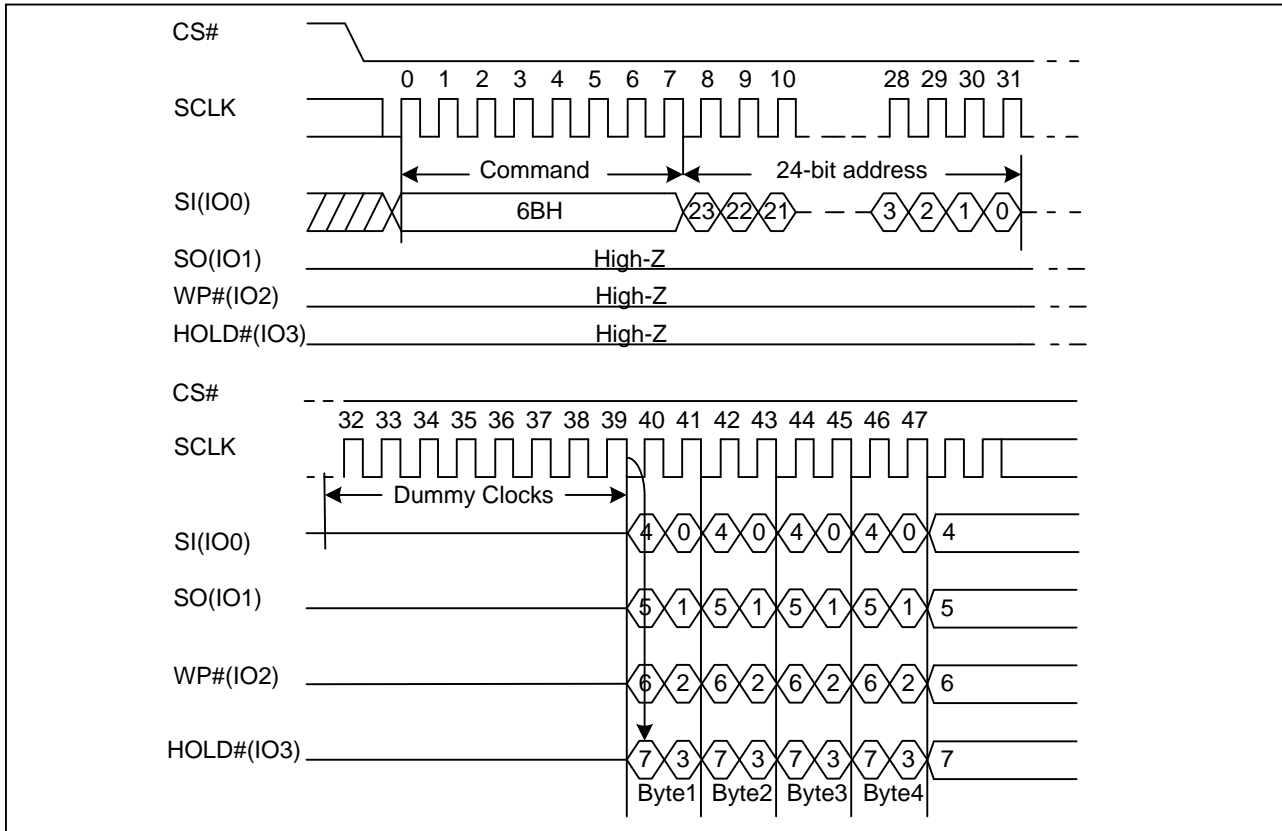 CS#
0 1 2 3 4 5 6 7 8 9 10 28 29 30 31
SCLK
Command 24-bit address
SI(IO0) 6BH 23 22 21 3 2 1 0
SO(IO1) High-Z
WP#(IO2) High-Z
HOLD#(IO3) High-Z
CS#
32 33 34 35 36 37 38 39 40 41 42 43 44 45 46 47
SCLK
Dummy Clocks
SI(IO0) 4 0 4 0 4 0 4 0 4
SO(IO1) 5 1 5 1 5 1 5 1 5
WP#(IO2) 6 2 6 2 6 2 6 2 6
HOLD#(IO3) 7 3 7 3 7 3 7 3 7
Byte1 Byte2 Byte3 Byte4